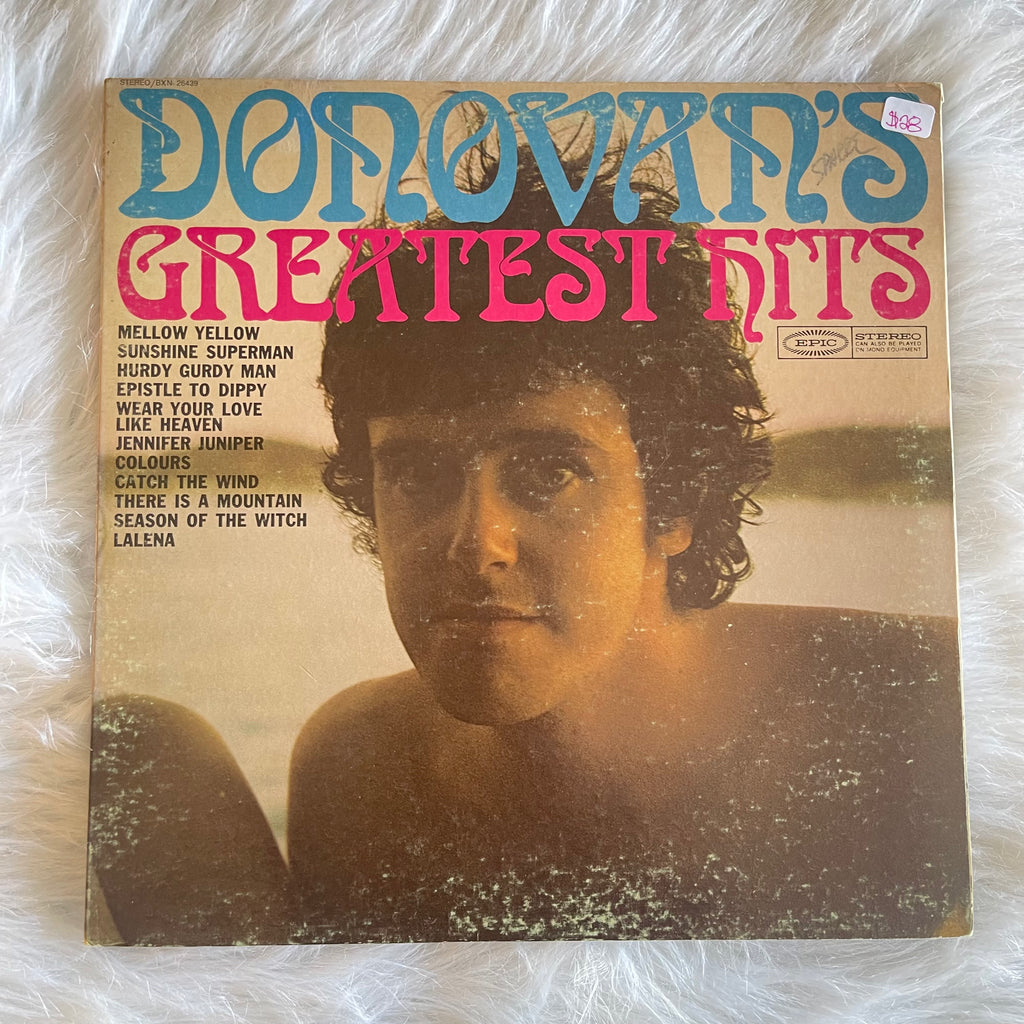 STEREO/BXN 26439
DONOVAN'S
$28
GREATEST HITS
MELLOW YELLOW
SUNSHINE SUPERMAN
HURDY GURDY MAN
EPISTLE TO DIPPY
WEAR YOUR LOVE
LIKE HEAVEN
JENNIFER JUNIPER
COLOURS
CATCH THE WIND
THERE IS A MOUNTAIN
SEASON OF THE WITCH
LALENA
EPIC
STEREO
CAN ALSO BE PLAYED
ON MONO EQUIPMENT